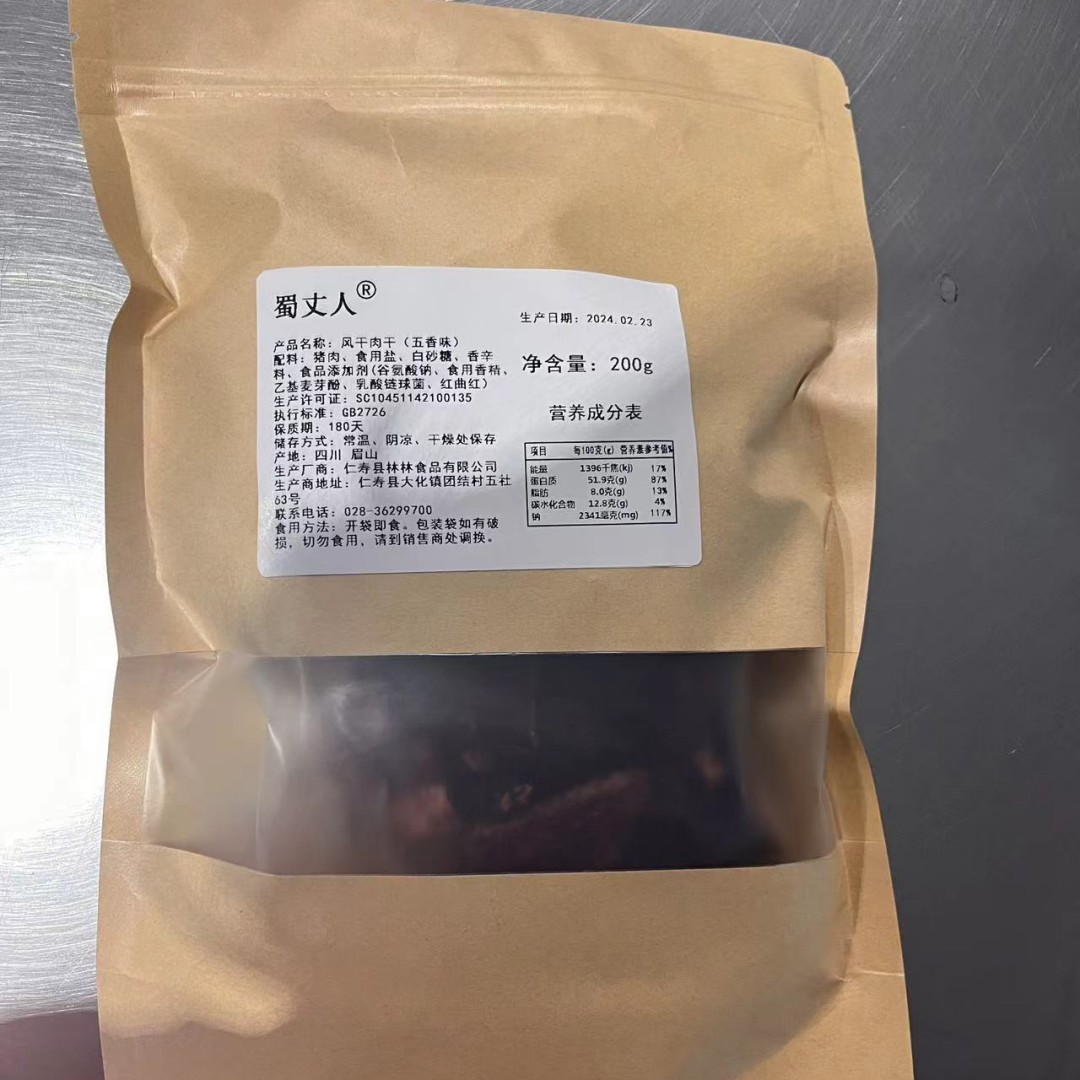 蜀丈人®
生产日期：2024.02.23
产品名称：风干肉干（五香味）
配料：猪肉、食用盐、白砂糖、香辛
料、食品添加剂(谷氨酸钠、食用香秸、
乙基麦芽酚、乳酸链球菌、红曲红)
生产许可证：SC10451142100135
执行标准：GB2726
保质期：180天
储存方式：常温、阴凉、干燥处保存
产地：四川 眉山
生产厂商：仁寿县林林食品有限公司
生产商地址：仁寿县大化镇团结村五社
63号
联系电话：028-36299700
食用方法：开袋即食。包装袋如有破
损，切勿食用，请到销售商处调换。
净含量：200g
营养成分表
项目 每100克(g) 营养素参考值%
能量 1396千焦(kj) 17%
蛋白质 51.9克(g) 87%
脂肪 8.0克(g) 13%
碳水化合物 12.8克(g) 4%
钠 2341毫克(mg) 117%